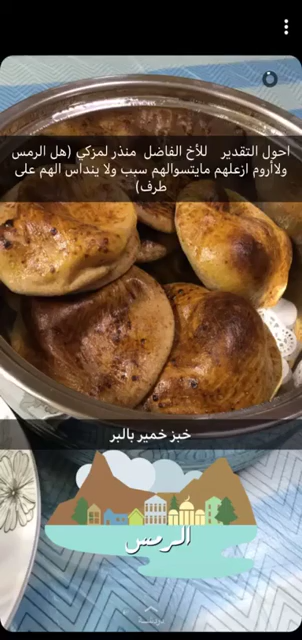 احول التقدير للأخ الفاضل منذر لمزكي (هل الرمس
ولاأروم ازعلهم مايتسوالهم سبب ولا ينداس الهم على
طرف)
خبز خمير بالبر
الرمس
دردشة